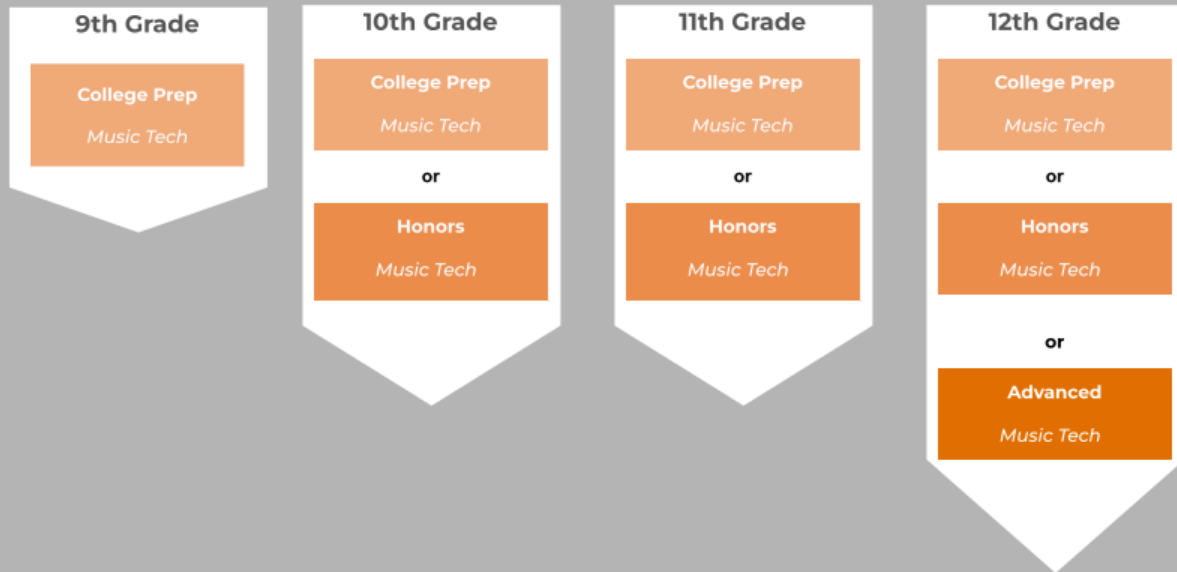 9th Grade
College Prep
Music Tech
10th Grade
College Prep
Music Tech
or
Honors
Music Tech
11th Grade
College Prep
Music Tech
or
Honors
Music Tech
12th Grade
College Prep
Music Tech
or
Honors
Music Tech
or
Advanced
Music Tech